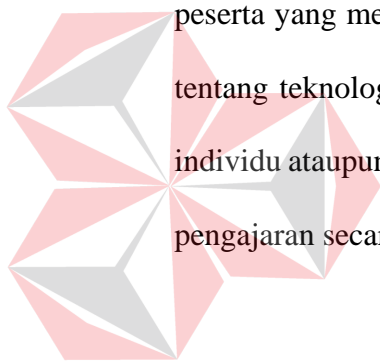 peserta yang me
tentang teknolog
individu ataupun
pengajaran secar